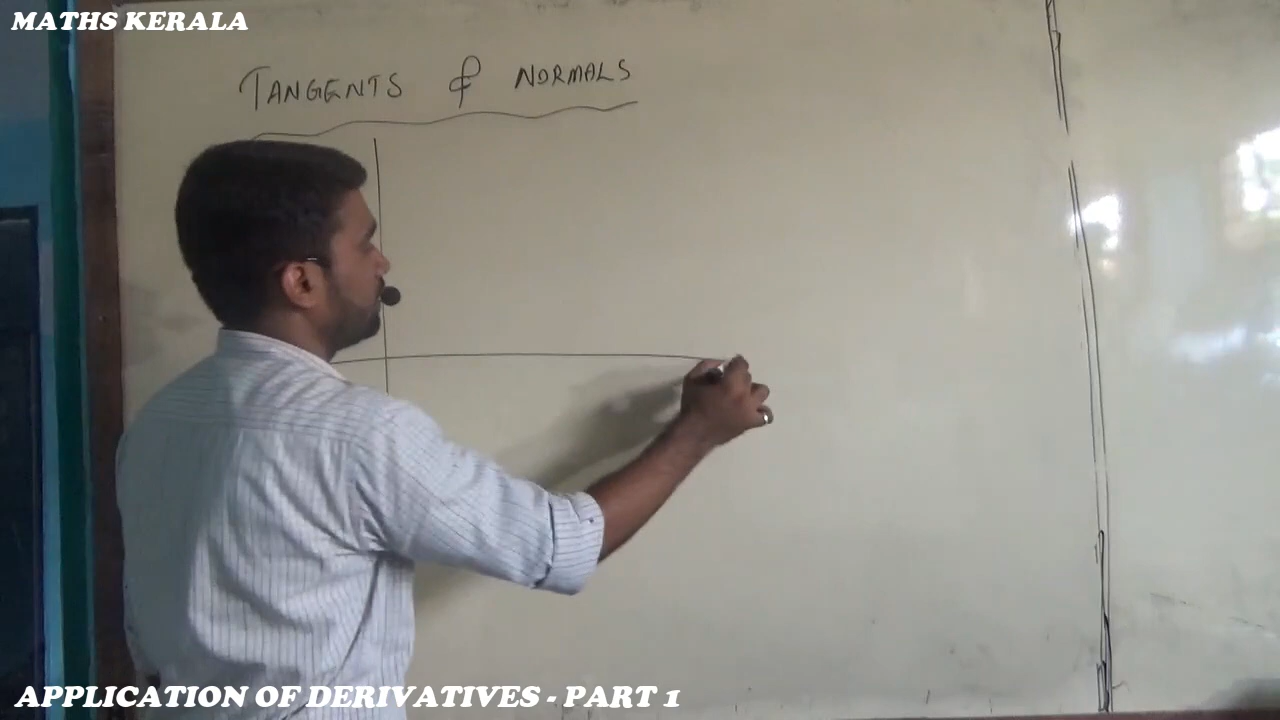 MATHS KERALA
TANGENTS & NORMALS
APPLICATION OF DERIVATIVES - PART 1